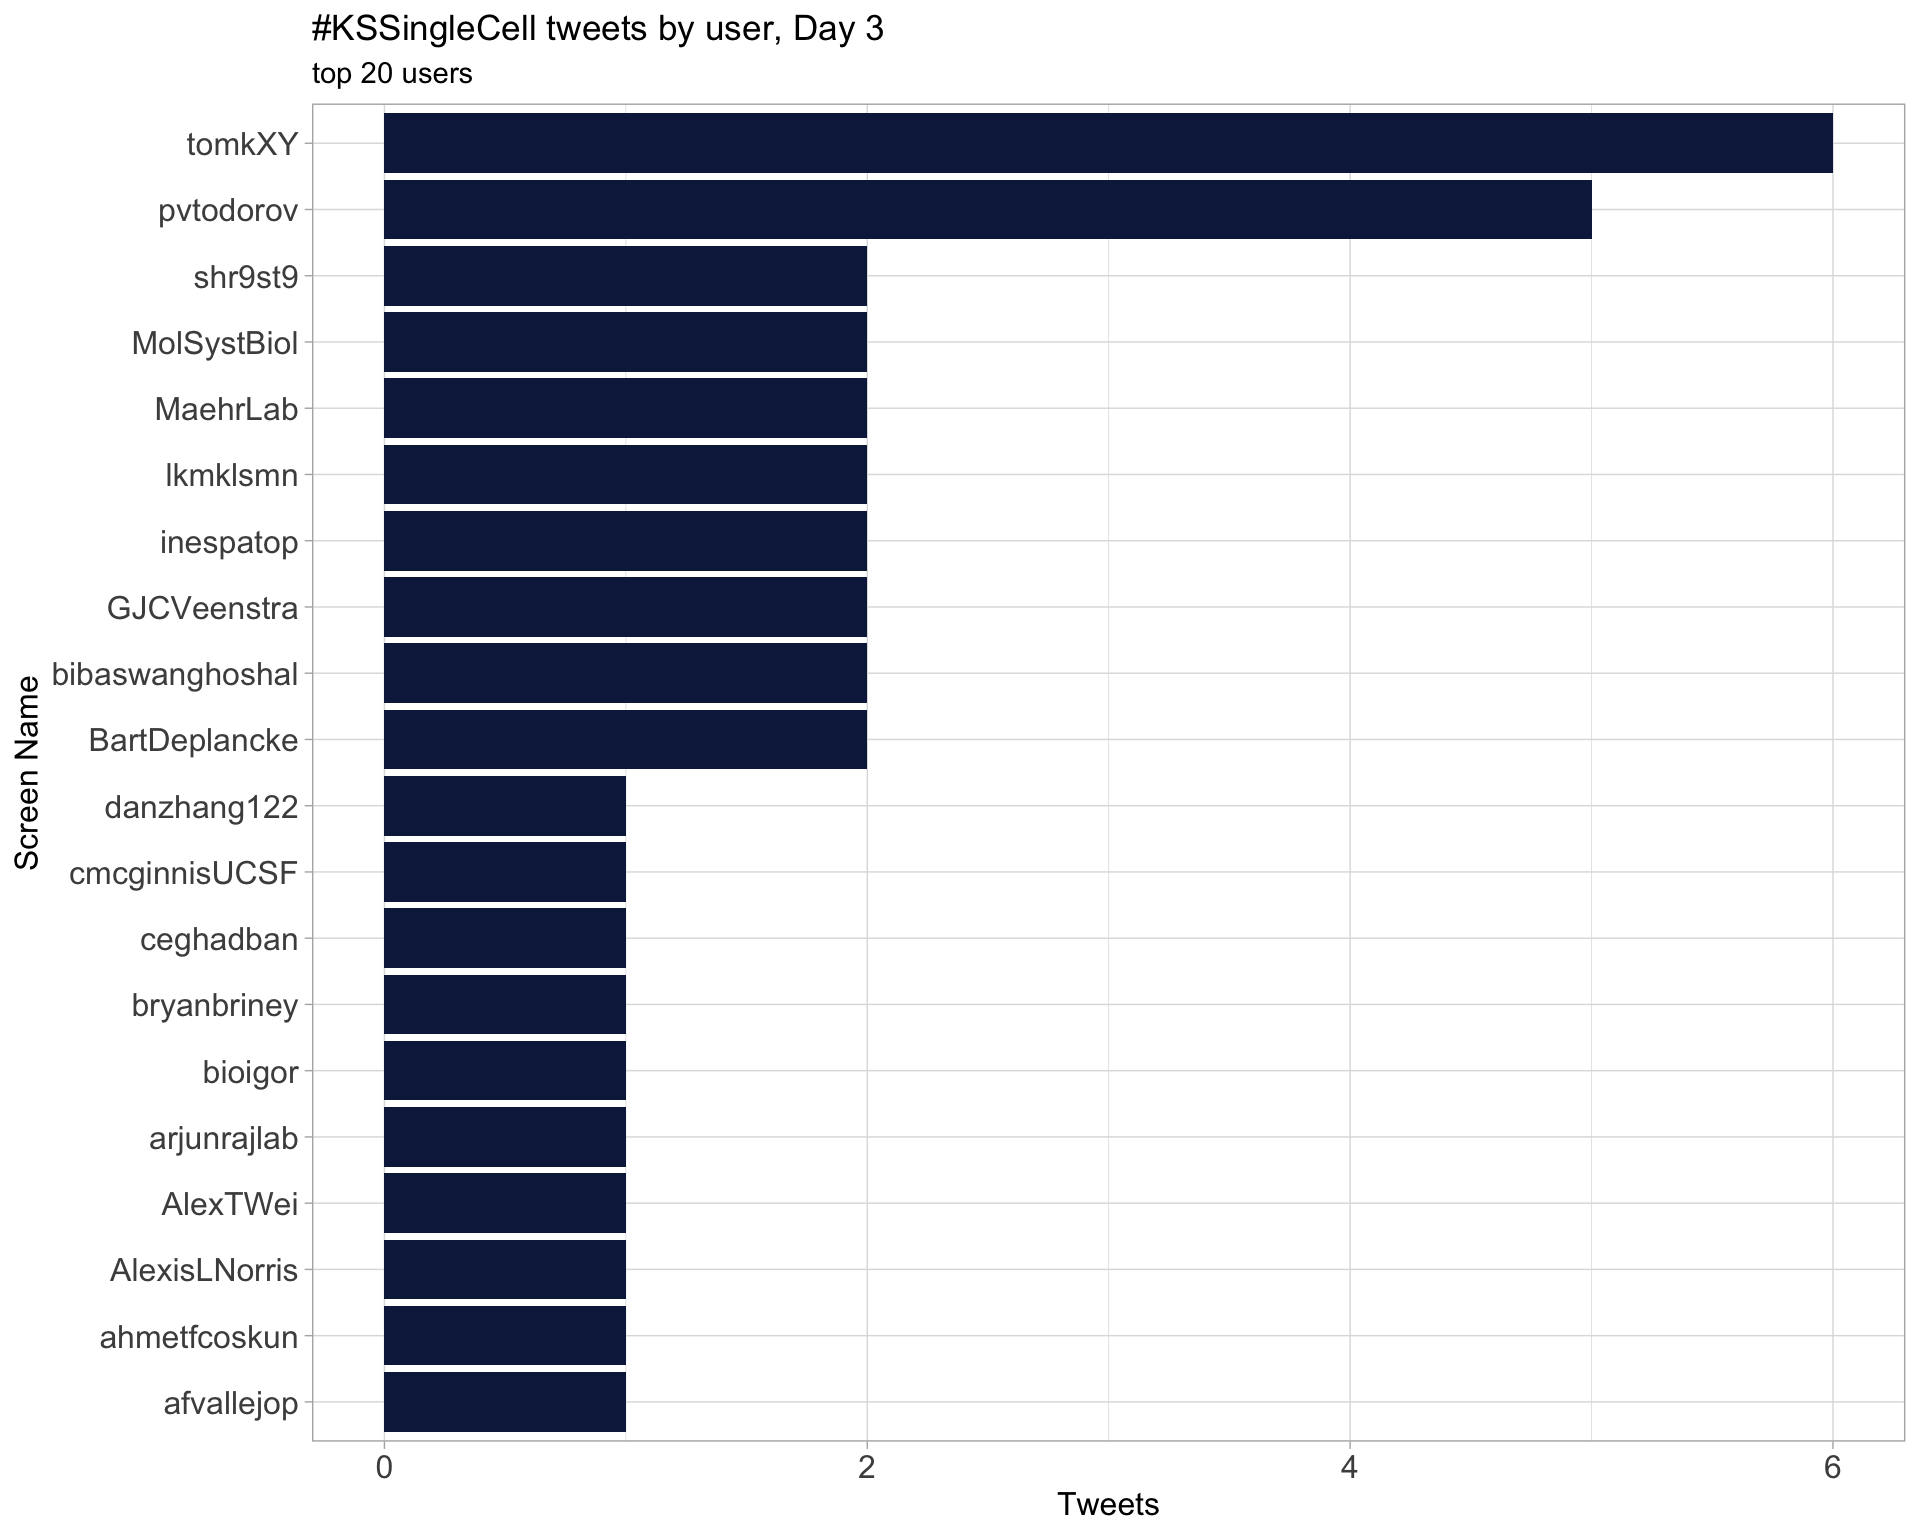 #KSSingleCell tweets by user, Day 3
top 20 users
tomkXY
pvtodorov
shr9st9
MolSystBiol
MaehrLab
lkmklsmn
inespatop
GJCVeenstra
bibaswanghoshal
BartDeplancke
danzhang122
cmcginnisUCSF
ceghadban
bryanbriney
bioigor
arjunrajlab
AlexTWei
AlexisLNorris
ahmetfcoskun
afvallejop
Screen Name
0 2 4 6
Tweets